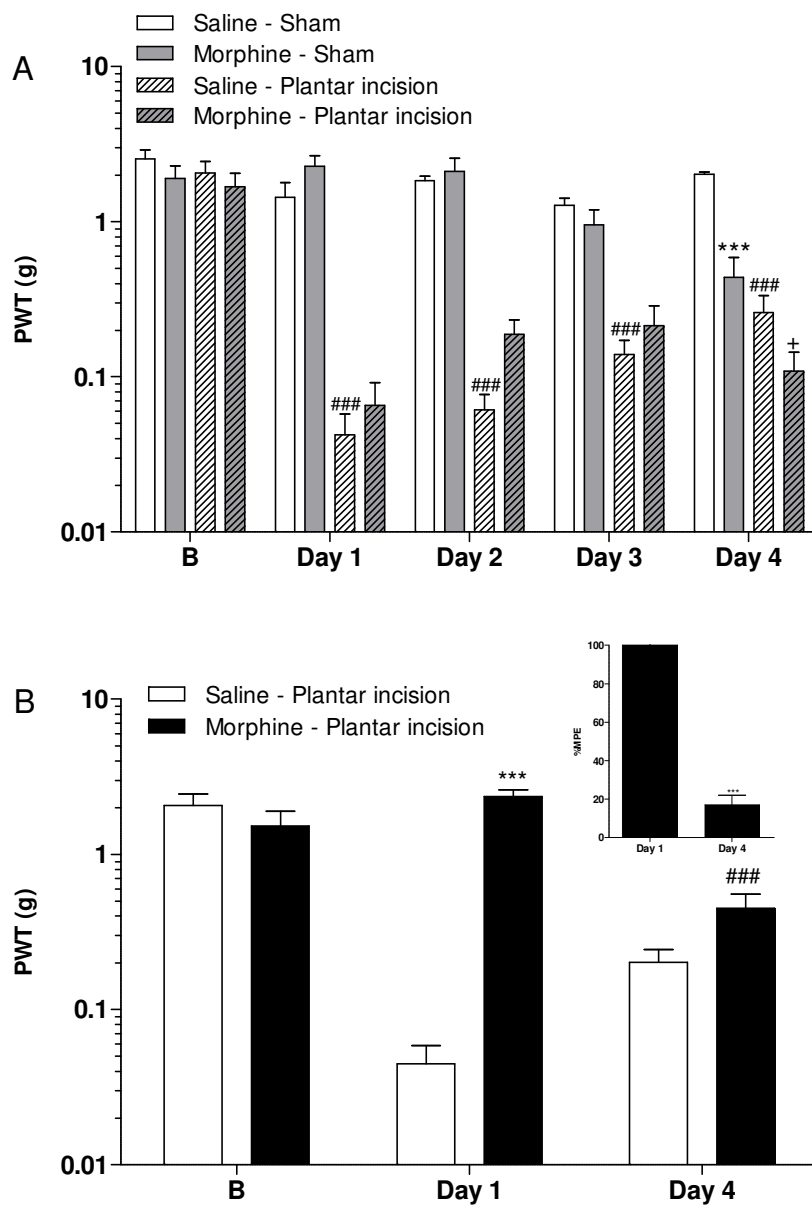 A
Saline - Sham
Morphine - Sham
Saline - Plantar incision
Morphine - Plantar incision
10
1
0.1
0.01
PWT (g)
###
###
###
***
###
+
B Day 1 Day 2 Day 3 Day 4
B
Saline - Plantar incision
Morphine - Plantar incision
10
1
0.1
0.01
PWT (g)
***
###
B Day 1 Day 4
100
80
60
40
20
0
%MPE
***
Day 1 Day 4